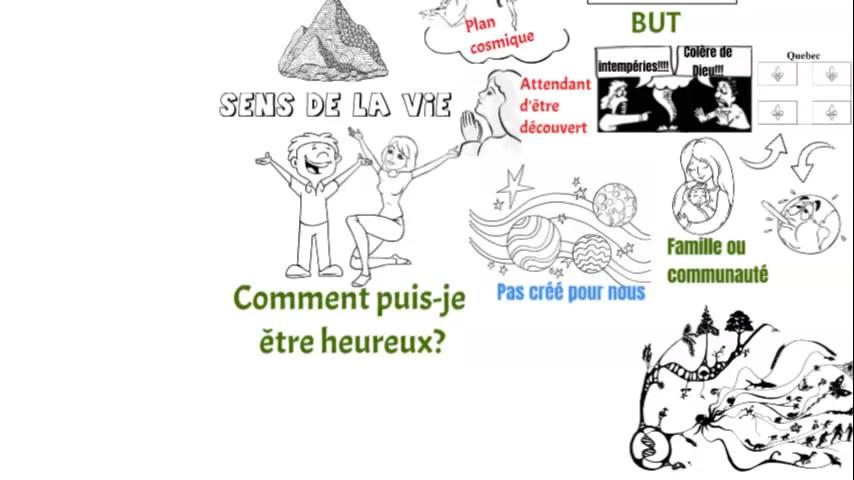 Plan
cosmique
BUT
SENS DE LA ViE
Attendant
d'être
découvert
intempéries!!!!
Colère de
Dieu!!!
Quebec
Famille ou
communauté
Pas créé pour nous
Comment puis-je
être heureux?